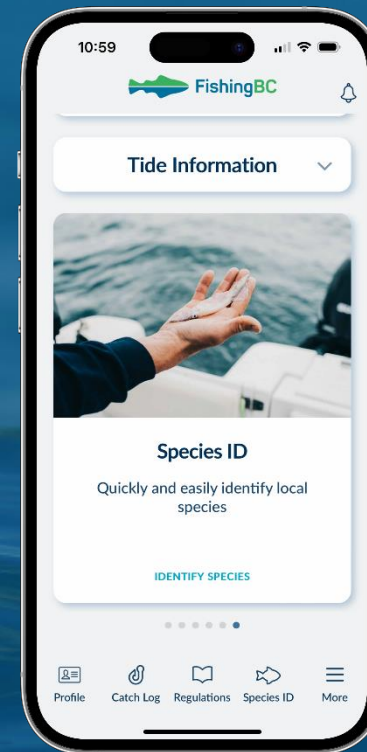 10:59
FishingBC
Tide Information
Species ID
Quickly and easily identify local
species
IDENTIFY SPECIES
Profile
Catch Log
Regulations
Species ID
More